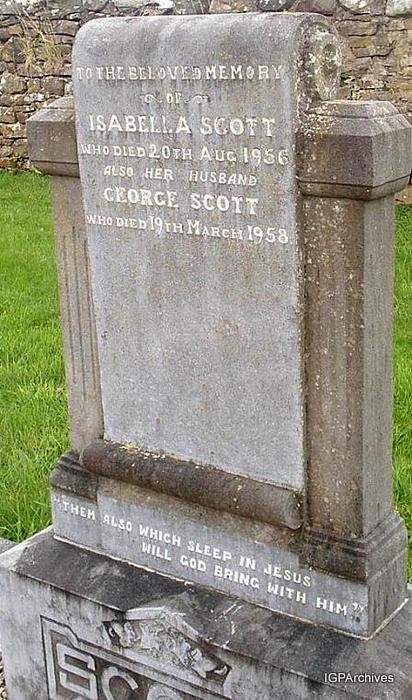 TO THE BELOVED MEMORY
OF
ISABELLA SCOTT
WHO DIED 20TH AUG 1956
ALSO HER HUSBAND
GEORGE SCOTT
WHO DIED 19TH MARCH 1958.
"THEM ALSO WHICH SLEEP IN JESUS
WILL GOD BRING WITH HIM"
IGPArchives